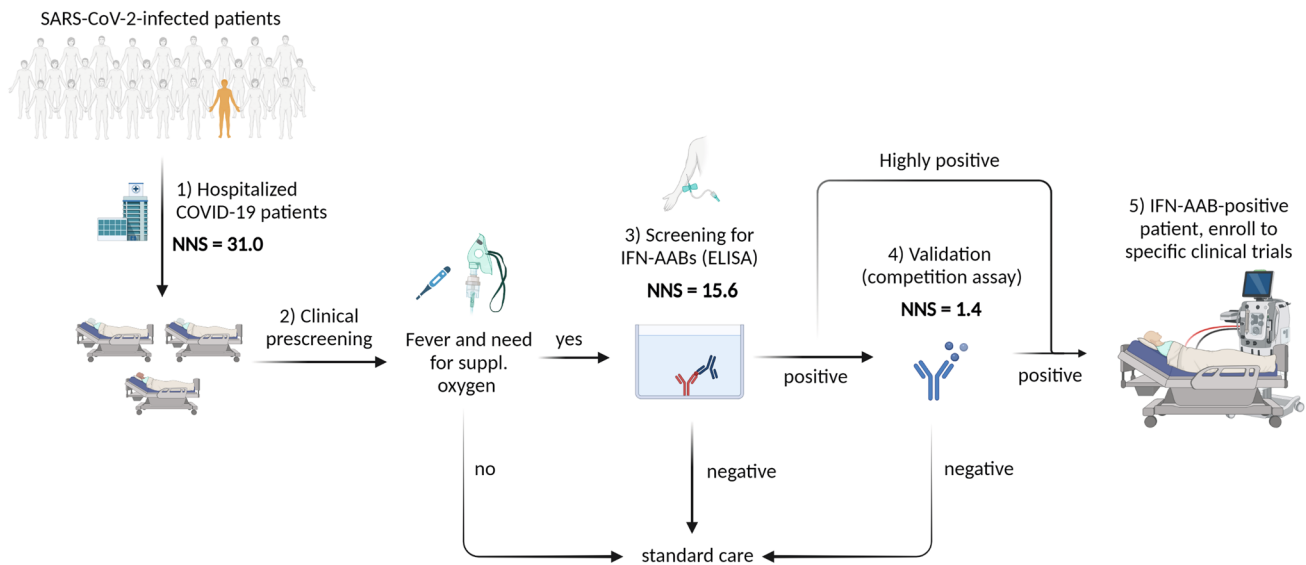 SARS-CoV-2-infected patients
1) Hospitalized
COVID-19 patients
NNS = 31.0
2) Clinical
prescreening
Fever and need
for suppl.
oxygen
yes
no
3) Screening for
IFN-AABs (ELISA)
NNS = 15.6
positive
negative
Highly positive
4) Validation
(competition assay)
NNS = 1.4
positive
negative
5) IFN-AAB-positive
patient, enroll to
specific clinical trials
standard care